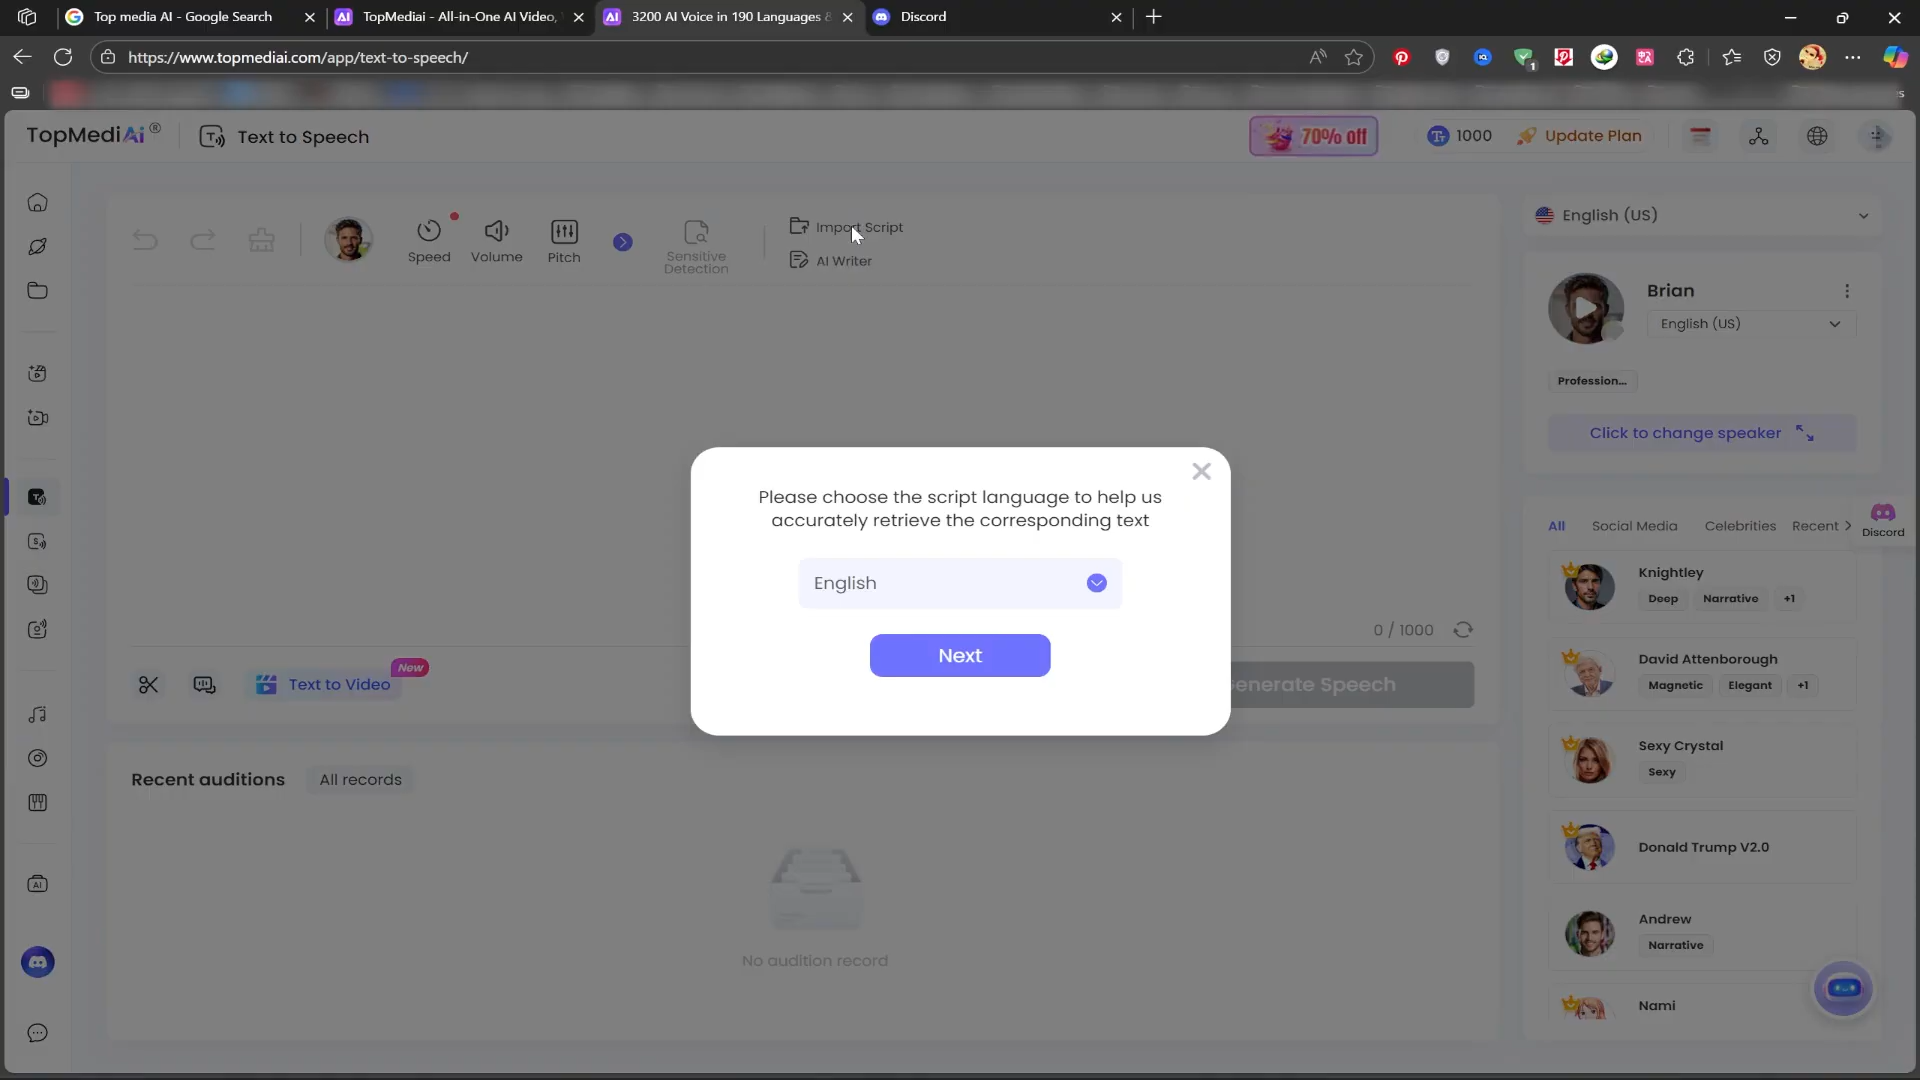 Top media AI - Google Search
TopMediai - All-in-One AI Video,
3200 AI Voice in 190 Languages &
Discord
https://www.topmediai.com/app/text-to-speech/
1
TopMediAi®
Text to Speech
70% off
1000
Update Plan
Speed
Volume
Pitch
Sensitive
Detection
Import Script
AI Writer
English (US)
Brian
English (US)
Profession...
Click to change speaker
Please choose the script language to help us
accurately retrieve the corresponding text
English
Next
All
Social Media
Celebrities
Recent
Discord
Knightley
Deep
Narrative
+1
0 / 1000
David Attenborough
Magnetic
Elegant
+1
New
Text to Video
Generate Speech
Sexy Crystal
Sexy
Recent auditions
All records
Donald Trump V2.0
Andrew
Narrative
No audition record
Nami